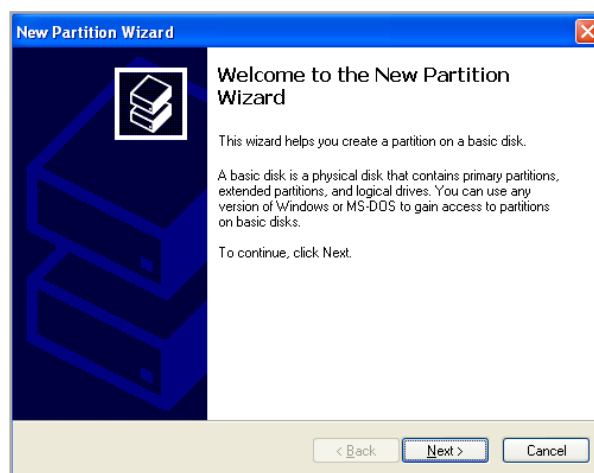 New Partition Wizard
Welcome to the New Partition
Wizard
This wizard helps you create a partition on a basic disk.
A basic disk is a physical disk that contains primary partitions,
extended partitions, and logical drives. You can use any
version of Windows or MS-DOS to gain access to partitions
on basic disks.
To continue, click Next.
< Back
Next >
Cancel